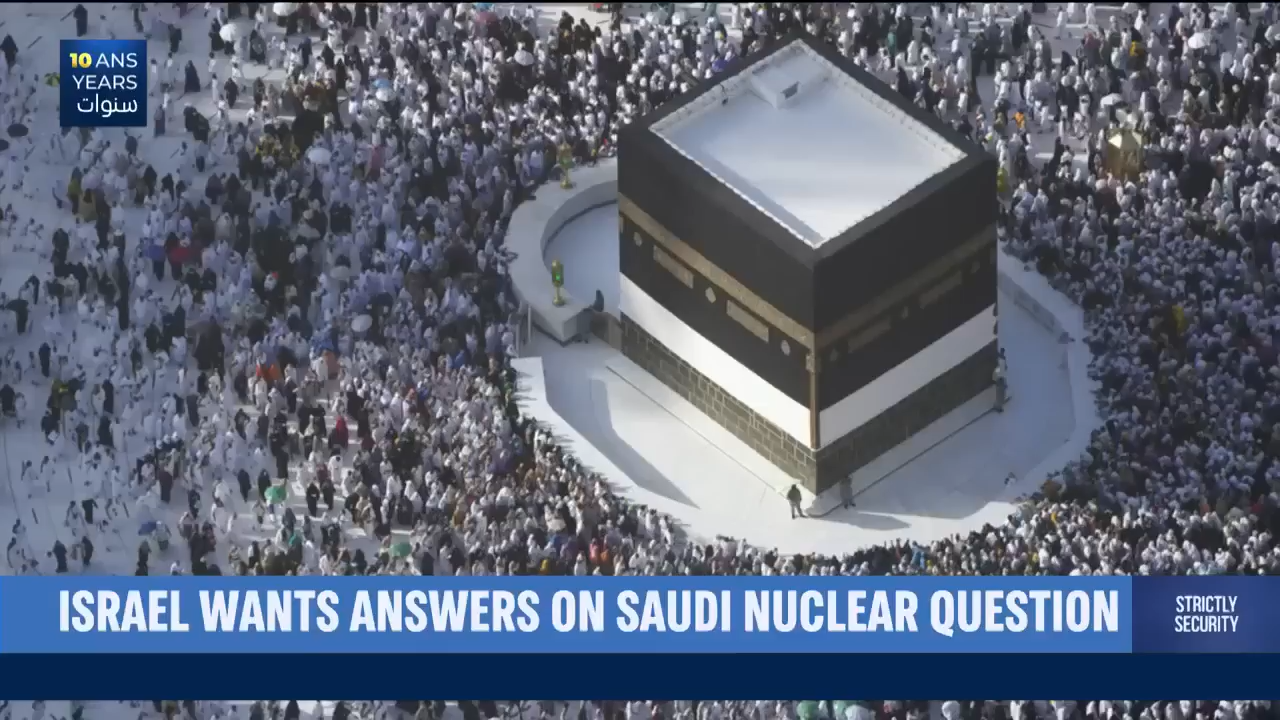 10 ANS
YEARS
سنوات
ISRAEL WANTS ANSWERS ON SAUDI NUCLEAR QUESTION
STRICTLY
SECURITY